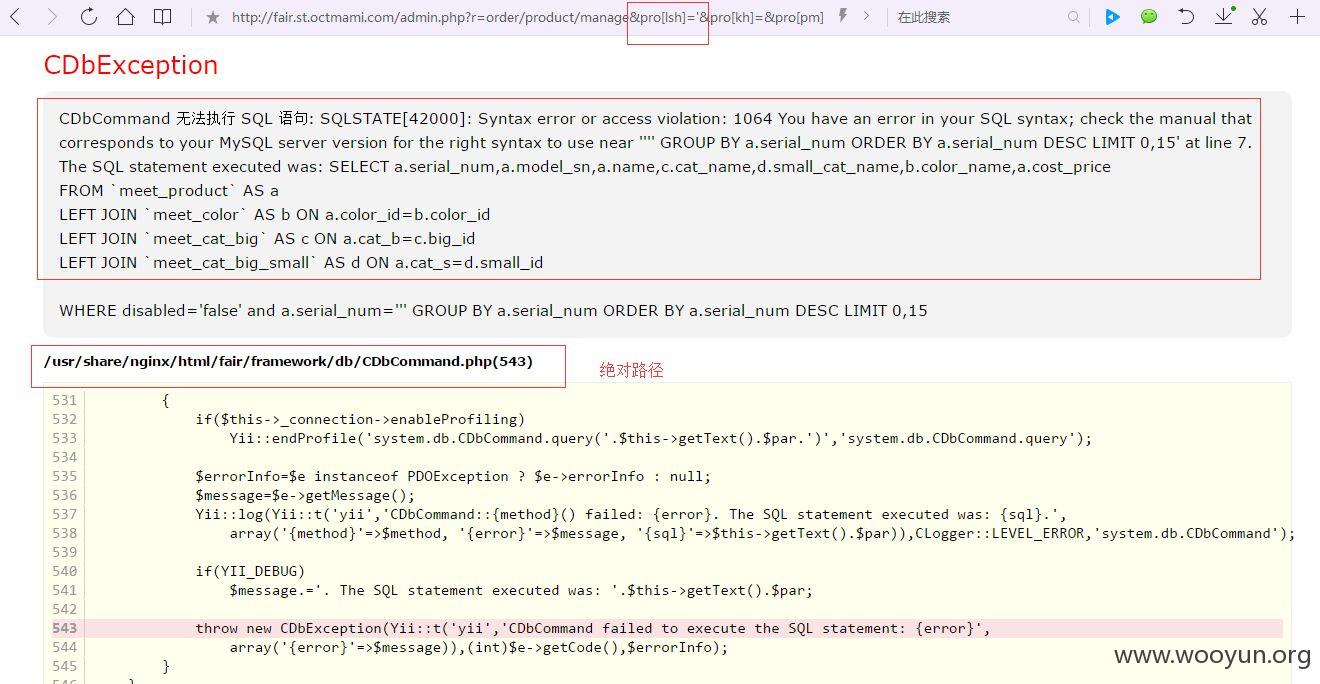 http://fair.st.octmami.com/admin.php?r=order/product/manage&pro[lsh]='&pro[kh]=&pro[pm] 在此搜索
CDbException
CDbCommand 无法执行 SQL 语句: SQLSTATE[42000]: Syntax error or access violation: 1064 You have an error in your SQL syntax; check the manual that
corresponds to your MySQL server version for the right syntax to use near '''' GROUP BY a.serial_num ORDER BY a.serial_num DESC LIMIT 0,15' at line 7.
The SQL statement executed was: SELECT a.serial_num,a.model_sn,a.name,c.cat_name,d.small_cat_name,b.color_name,a.cost_price
FROM `meet_product` AS a
LEFT JOIN `meet_color` AS b ON a.color_id=b.color_id
LEFT JOIN `meet_cat_big` AS c ON a.cat_b=c.big_id
LEFT JOIN `meet_cat_big_small` AS d ON a.cat_s=d.small_id
WHERE disabled='false' and a.serial_num=''' GROUP BY a.serial_num ORDER BY a.serial_num DESC LIMIT 0,15
/usr/share/nginx/html/fair/framework/db/CDbCommand.php(543)
绝对路径
531 {
532 if($this->_connection->enableProfiling)
533 Yii::endProfile('system.db.CDbCommand.query('.$this->getText().$par.')','system.db.CDbCommand.query');
534
535 $errorInfo=$e instanceof PDOException ? $e->errorInfo : null;
536 $message=$e->getMessage();
537 Yii::log(Yii::t('yii','CDbCommand::{method}() failed: {error}. The SQL statement executed was: {sql}.',
538 array('{method}'=>$method, '{error}'=>$message, '{sql}'=>$this->getText().$par)),CLogger::LEVEL_ERROR,'system.db.CDbCommand');
539
540 if(YII_DEBUG)
541 $message.='. The SQL statement executed was: '.$this->getText().$par;
542
543 throw new CDbException(Yii::t('yii','CDbCommand failed to execute the SQL statement: {error}',
544 array('{error}'=>$message)),(int)$e->getCode(),$errorInfo);
545 }
546 }
www.wooyun.org